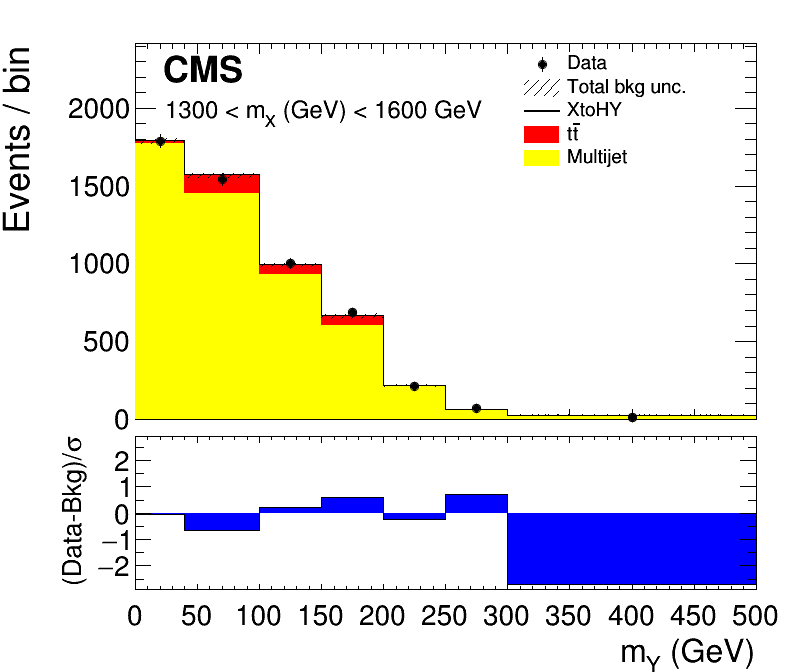 Events / bin
CMS
1300 < mX (GeV) < 1600 GeV
Data
Total bkg unc.
XtoHY
tt̄
Multijet
2000
1500
1000
500
0
(Data-Bkg)/σ
2
1
0
−1
−2
0 50 100 150 200 250 300 350 400 450 500
mY (GeV)